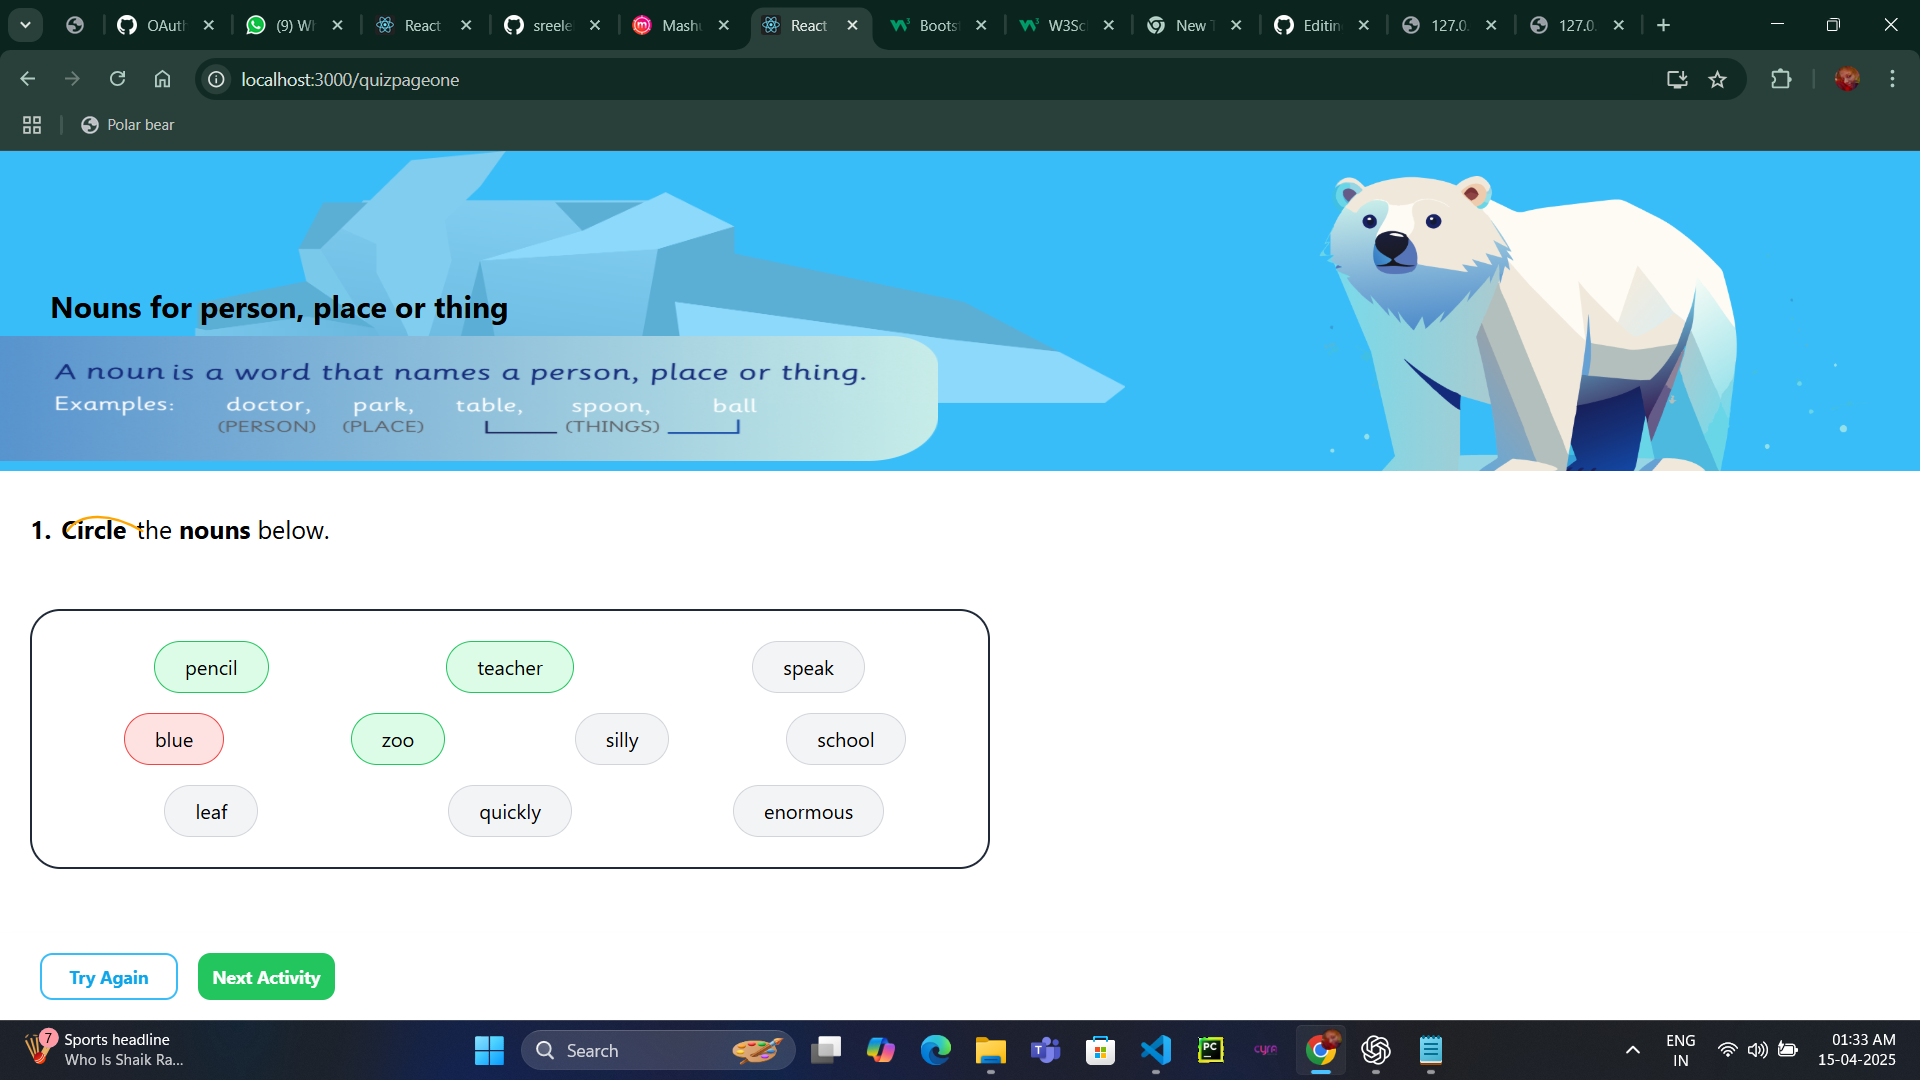 OAuth
(9) Wh
React
sreele
Mash
React
Boots
W3Sc
New T
Editin
127.0.
127.0.
localhost:3000/quizpageone
Polar bear
Nouns for person, place or thing
A noun is a word that names a person, place or thing.
Examples: doctor, park, table, spoon, ball
(PERSON) (PLACE) (THINGS)
1. Circle the nouns below.
pencil teacher speak
blue zoo silly school
leaf quickly enormous
Try Again Next Activity
7
Sports headline
Who Is Shaik Ra...
Search
PC
cyra
ENG
IN
01:33 AM
15-04-2025